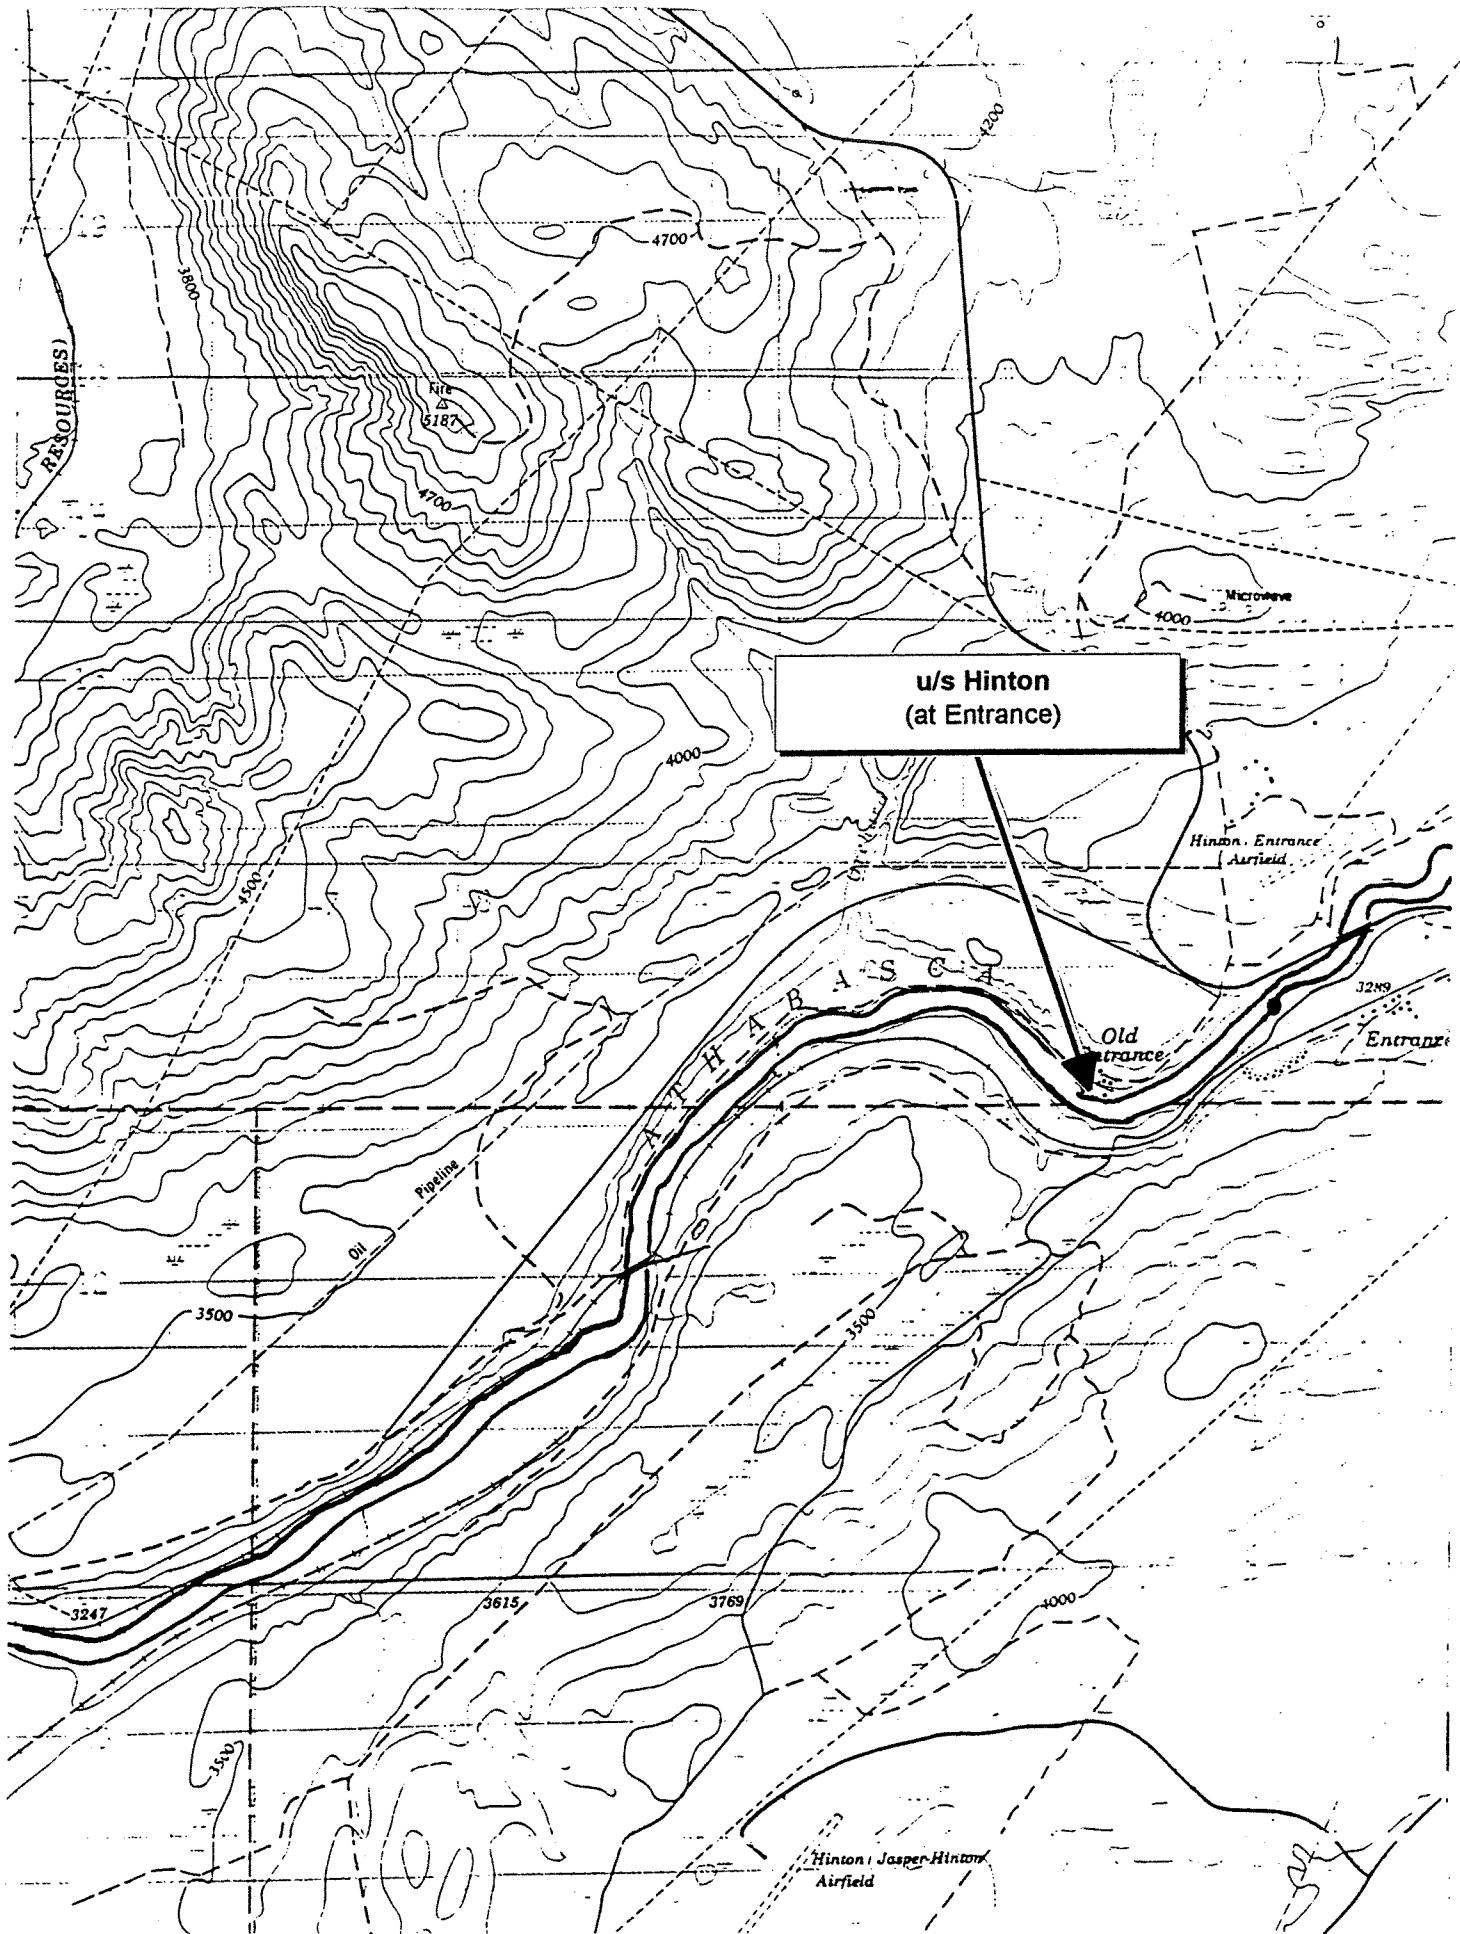 4200
4700
3800
RESOURCES)
Fire
5187
4700
Microwave
4000
u/s Hinton
(at Entrance)
4000
Hinton, Entrance
Airfield
4500
ATHABASCA
3289
Old
Entrance
Pipeline
Oil
3500
3500
3247
3615
3769
4000
3500
Hinton, Jasper-Hinton
Airfield